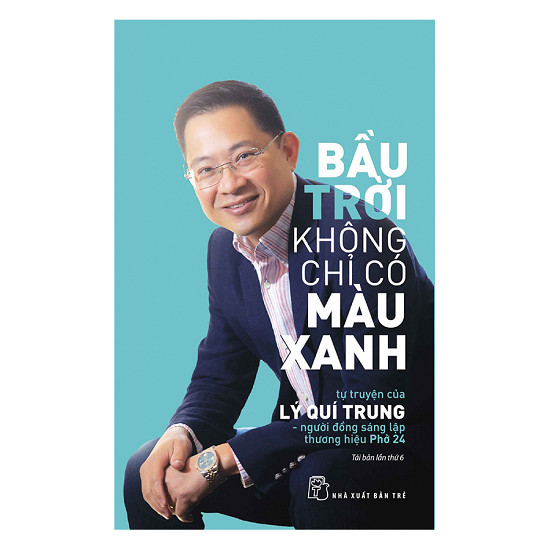 BẦU
TRỜI
KHÔNG
CHỈ CÓ
MÀU
XANH
tự truyện của
LÝ QUÍ TRUNG
- người đồng sáng lập
thương hiệu Phở 24
Tái bản lần thứ 6
NHÀ XUẤT BẢN TRẺ